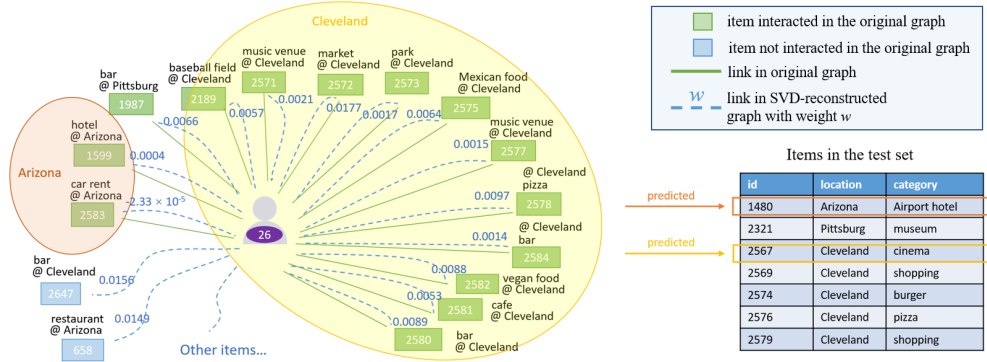 Cleveland
music venue
@ Cleveland
2571
market
@ Cleveland
2572
park
@ Cleveland
2573
baseball field
@ Cleveland
2189
bar
@ Pittsburg
1987
Mexican food
@ Cleveland
2575
music venue
@ Cleveland
2577
@ Cleveland
pizza
2578
@ Cleveland
bar
2584
2582
vegan food
@ Cleveland
2581
cafe
@ Cleveland
2580
bar
@ Cleveland
Arizona
hotel
@ Arizona
1599
car rent
@ Arizona
2583
bar
@ Cleveland
2647
restaurant
@ Arizona
658
26
0.0066
0.0057
0.0021
0.0177
0.0017
0.0064
0.0015
0.0097
0.0014
0.0088
0.0053
0.0089
0.0004
-2.33 × 10⁻⁵
0.0156
0.0149
Other items...
item interacted in the original graph
item not interacted in the original graph
link in original graph
w link in SVD-reconstructed
graph with weight w
Items in the test set
id location category
predicted 1480 Arizona Airport hotel
2321 Pittsburg museum
predicted 2567 Cleveland cinema
2569 Cleveland shopping
2574 Cleveland burger
2576 Cleveland pizza
2579 Cleveland shopping